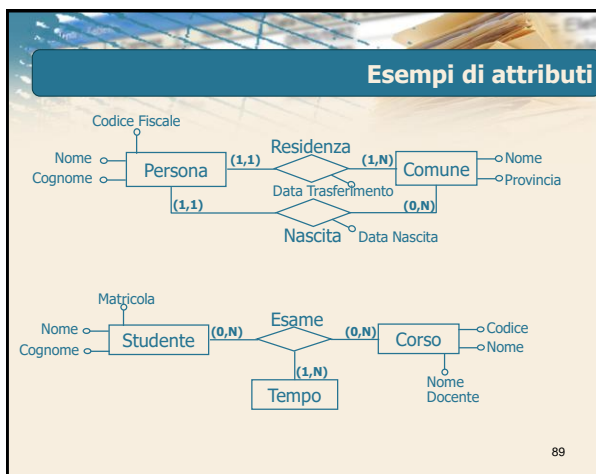 Esempi di attributi
Codice Fiscale
Nome
Cognome
Persona
(1,1)
Residenza
(1,N)
Data Trasferimento
Comune
Nome
Provincia
(1,1)
(0,N)
Nascita
Data Nascita
Matricola
Nome
Cognome
Studente
(0,N)
Esame
(0,N)
Corso
Codice
Nome
Nome
Docente
(1,N)
Tempo
89